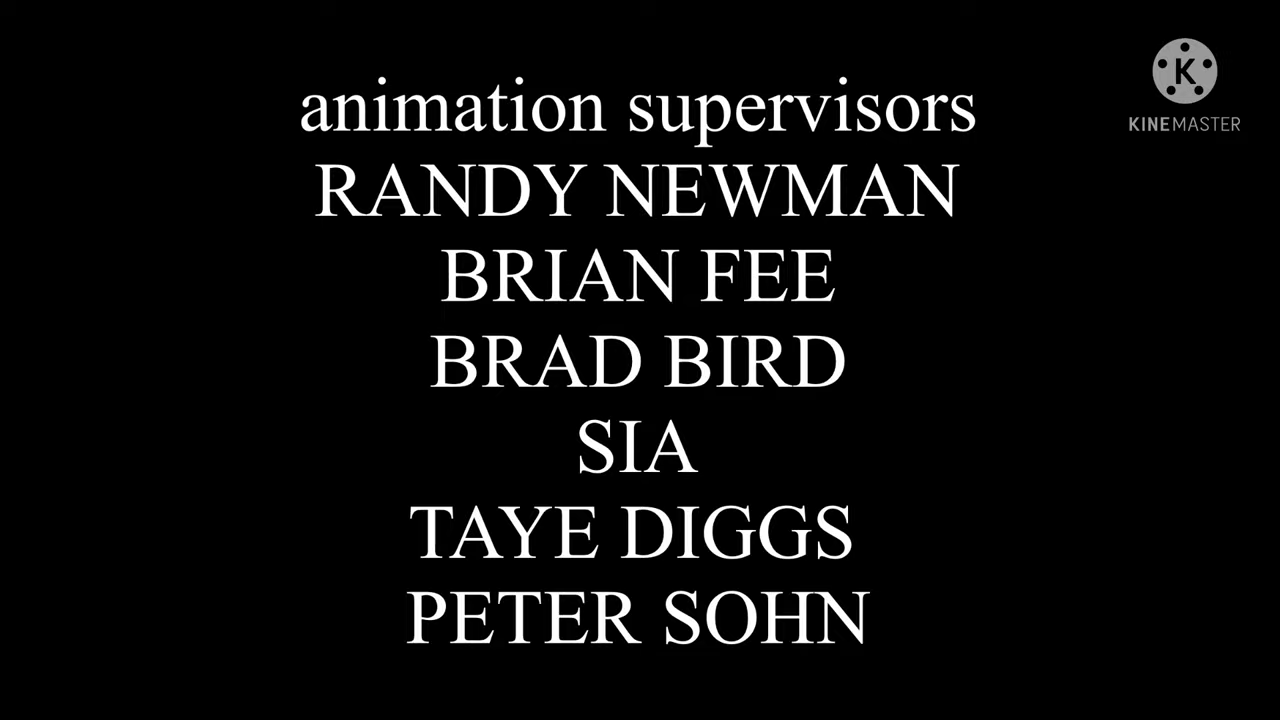 animation supervisors
RANDY NEWMAN
BRIAN FEE
BRAD BIRD
SIA
TAYE DIGGS
PETER SOHN
K
KINEMASTER